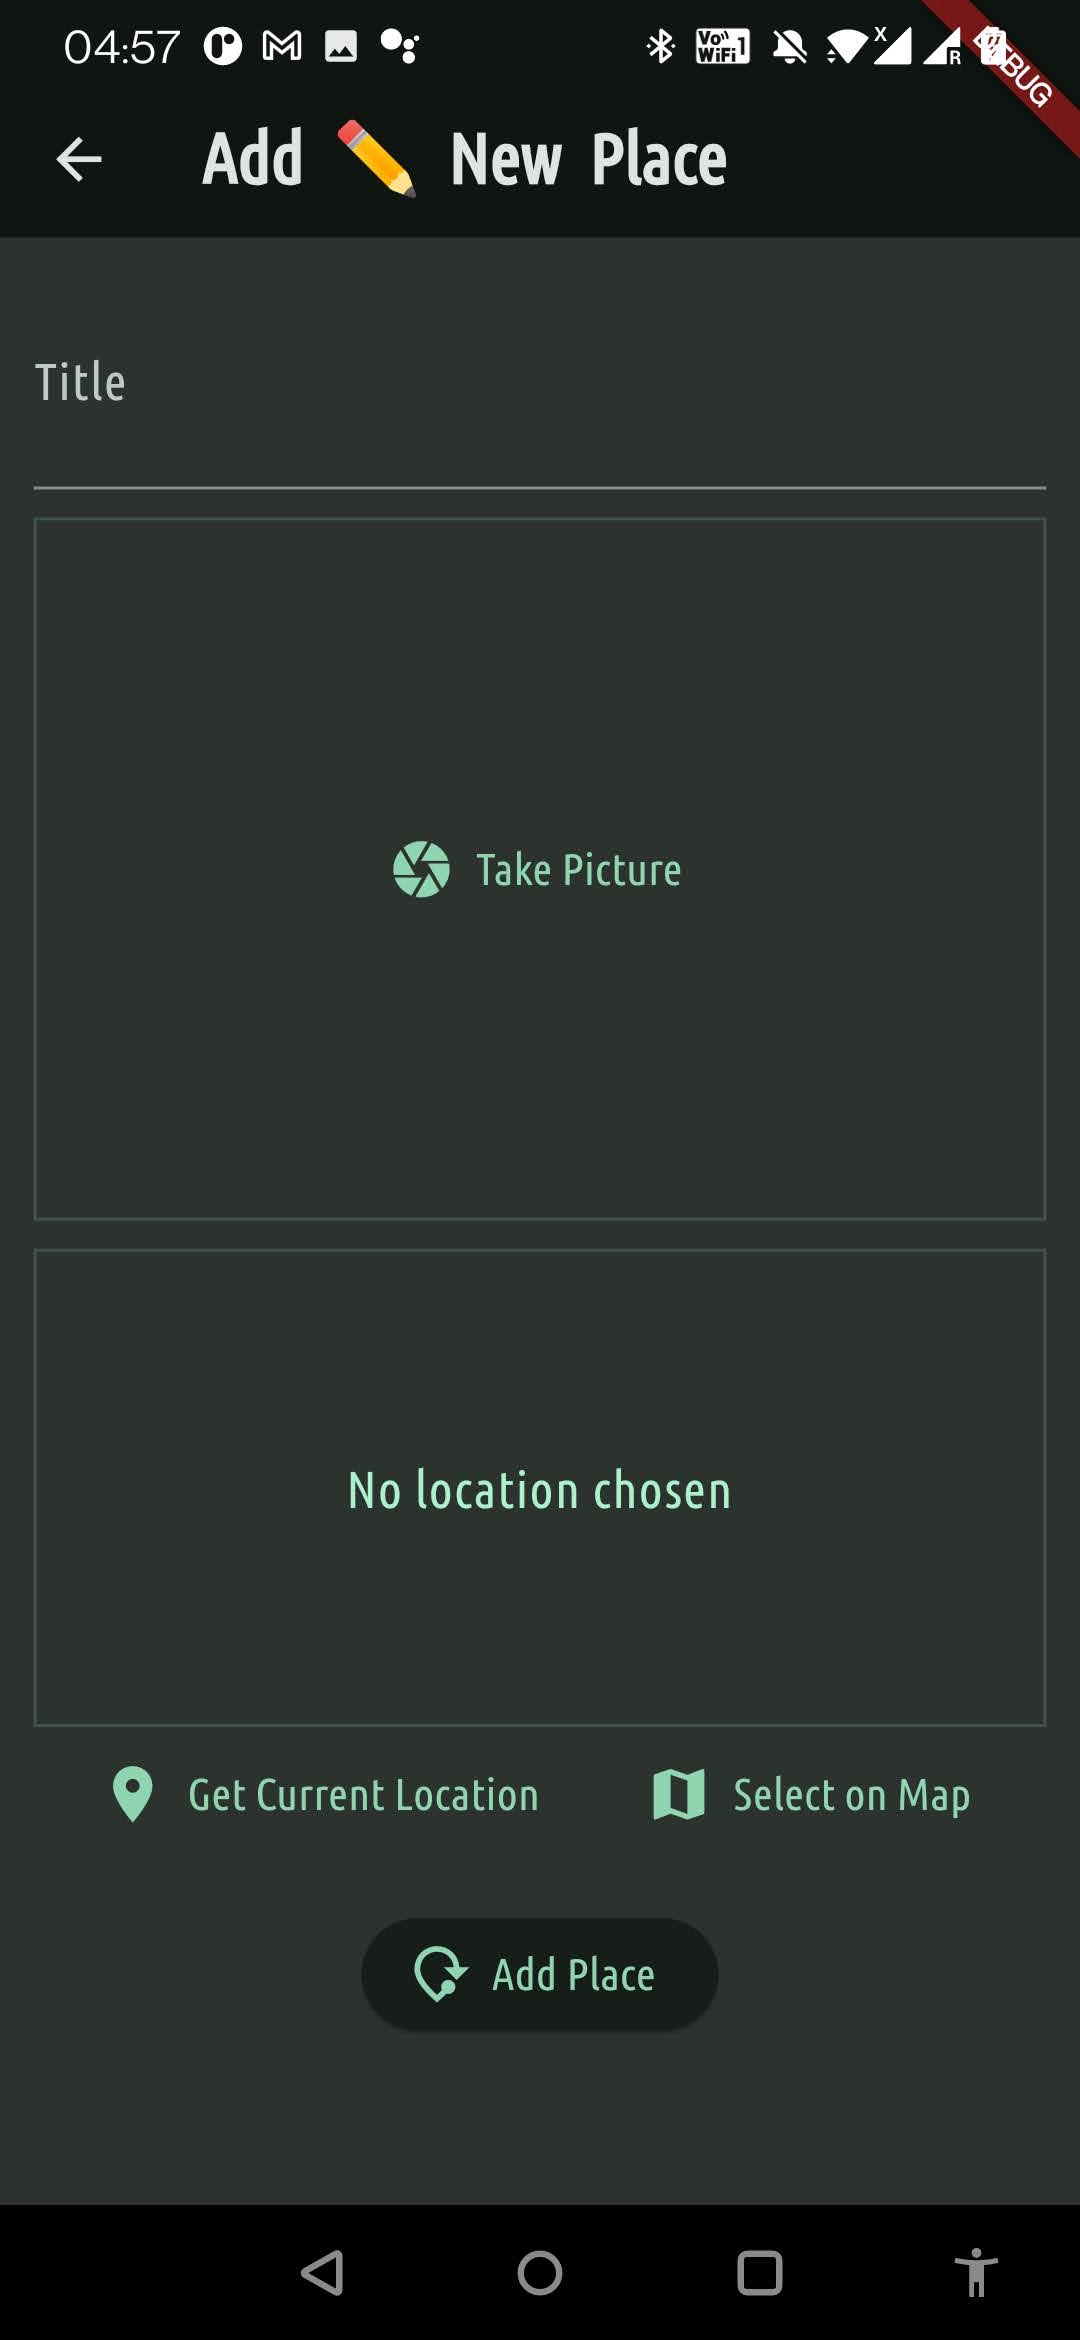 04:57 Vo WiFi 1 X R DEBUG
Add ✏️ New Place
Title
Take Picture
No location chosen
Get Current Location Select on Map
Add Place